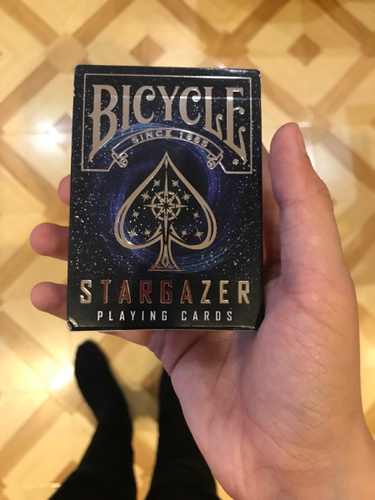 BICYCLE
SINCE 1885
®
STARGAZER
PLAYING CARDS